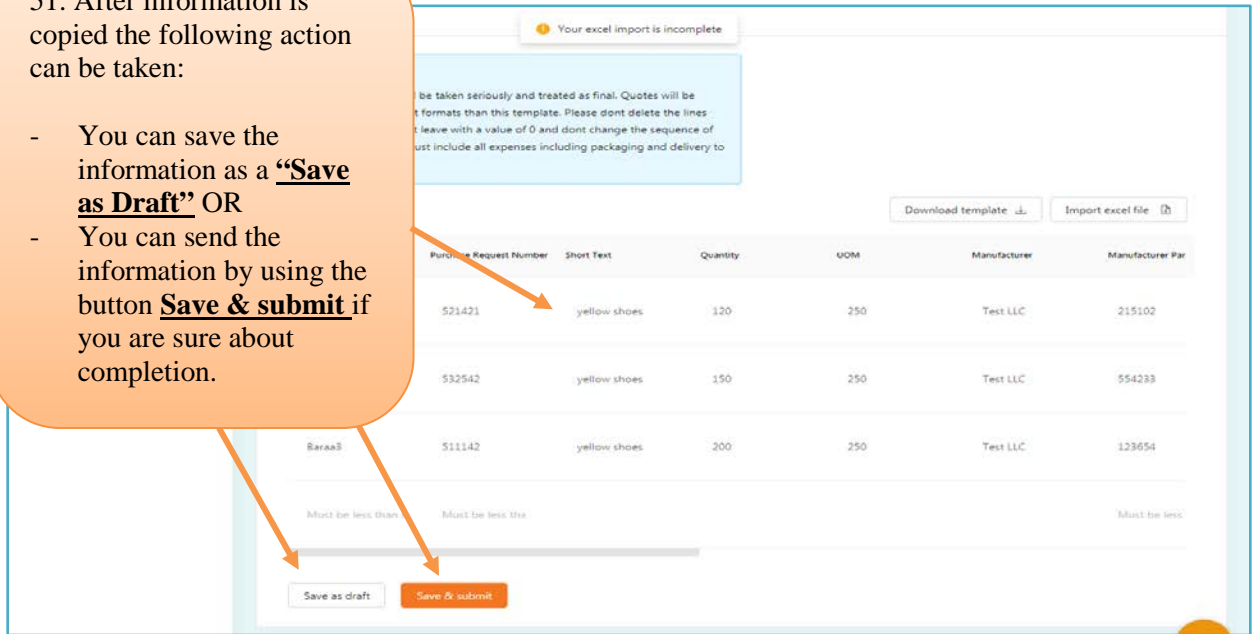 51. After information is
copied the following action
can be taken:
- You can save the
information as a “Save
as Draft” OR
- You can send the
information by using the
button Save & submit if
you are sure about
completion.
Your excel import is incomplete
be taken seriously and treated as final. Quotes will be
formats than this template. Please dont delete the lines
leave with a value of 0 and dont change the sequence of
ust include all expenses including packaging and delivery to
Download template Import excel file
Purchase Request Number Short Text Quantity UOM Manufacturer Manufacturer Par
521421 yellow shoes 120 250 Test LLC 215102
532542 yellow shoes 150 250 Test LLC 554233
Baraa3 511142 yellow shoes 200 250 Test LLC 123654
Must be less than Must be less tha Must be less
Save as draft Save & submit